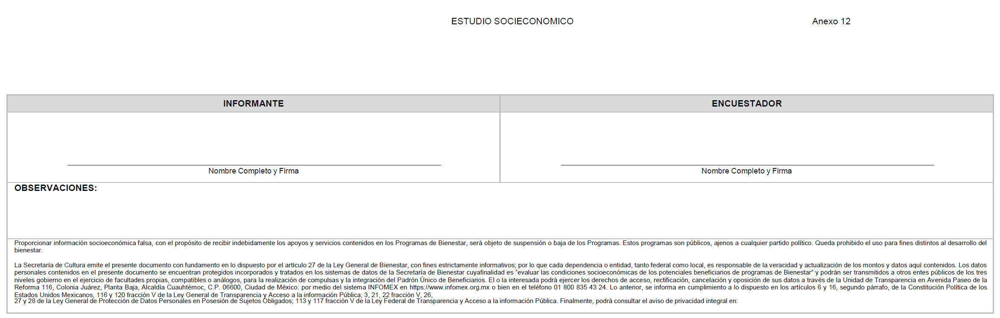 ESTUDIO SOCIECONOMICO
Anexo 12
INFORMANTE
ENCUESTADOR
Nombre Completo y Firma
Nombre Completo y Firma
OBSERVACIONES:
Proporcionar información socioeconómica falsa, con el propósito de recibir indebidamente los apoyos y servicios contenidos en los Programas de Bienestar, será objeto de suspensión o baja de los Programas. Estos programas son públicos, ajenos a cualquier partido político. Queda prohibido el uso para fines distintos al desarrollo del
bienestar.
La Secretaría de Cultura emite el presente documento con fundamento en lo dispuesto por el artículo 27 de la Ley General de Bienestar, con fines estrictamente informativos; por lo que cada dependencia o entidad, tanto federal como local, es responsable de la veracidad y actualización de los montos y datos aquí contenidos. Los datos
personales contenidos en el presente documento se encuentran protegidos incorporados y tratados en los sistemas de datos de la Secretaría de Bienestar cuyafinalidad es “evaluar las condiciones socioeconómicas de los potenciales beneficiarios de programas de Bienestar” y podrán ser transmitidos a otros entes públicos de los tres
niveles gobierno en el ejercicio de facultades propias, compatibles o análogos, para la realización de compulsas y la integración del Padrón Único de Beneficiarios. El o la interesada podrá ejercer los derechos de acceso, rectificación, cancelación y oposición de sus datos a través de la Unidad de Transparencia en Avenida Paseo de la
Reforma 116, Colonia Juárez, Planta Baja, Alcaldía Cuauhtémoc, C.P. 06600, Ciudad de México: por medio del sistema INFOMEX en https://www.infomex.org.mx o bien en el teléfono 01 800 835 43 24. Lo anterior, se informa en cumplimiento a lo dispuesto en los artículos 6 y 16, segundo párrafo, de la Constitución Política de los
Estados Unidos Mexicanos, 116 y 120 fracción V de la Ley General de Transparencia y Acceso a la información Pública; 3, 21, 22 fracción V, 26,
27 y 28 de la Ley General de Protección de Datos Personales en Posesión de Sujetos Obligados; 113 y 117 fracción V de la Ley Federal de Transparencia y Acceso a la información Pública. Finalmente, podrá consultar el aviso de privacidad integral en: